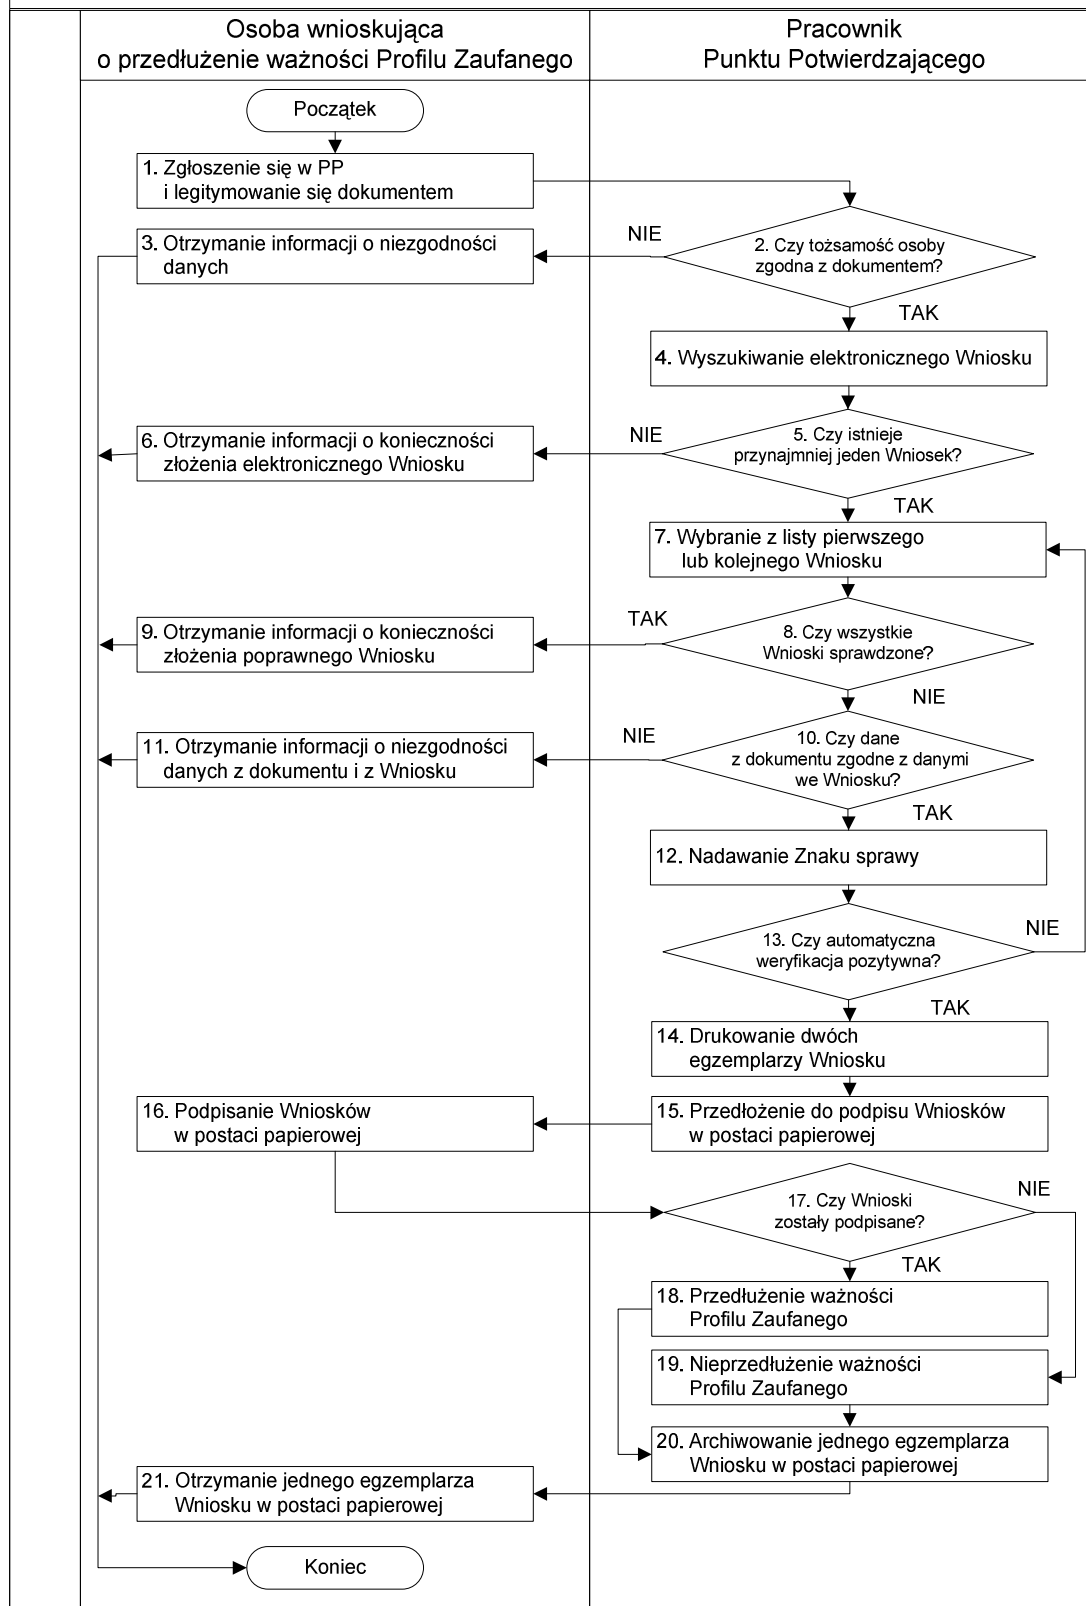 Osoba wnioskująca
o przedłużenie ważności Profilu Zaufanego
Pracownik
Punktu Potwierdzającego
Początek
1. Zgłoszenie się w PP
i legitymowanie się dokumentem
2. Czy tożsamość osoby
zgodna z dokumentem?
NIE
3. Otrzymanie informacji o niezgodności
danych
TAK
4. Wyszukiwanie elektronicznego Wniosku
5. Czy istnieje
przynajmniej jeden Wniosek?
NIE
6. Otrzymanie informacji o konieczności
złożenia elektronicznego Wniosku
TAK
7. Wybranie z listy pierwszego
lub kolejnego Wniosku
8. Czy wszystkie
Wnioski sprawdzone?
TAK
9. Otrzymanie informacji o konieczności
złożenia poprawnego Wniosku
NIE
10. Czy dane
z dokumentu zgodne z danymi
we Wniosku?
NIE
11. Otrzymanie informacji o niezgodności
danych z dokumentu i z Wniosku
TAK
12. Nadawanie Znaku sprawy
13. Czy automatyczna
weryfikacja pozytywna?
NIE
TAK
14. Drukowanie dwóch
egzemplarzy Wniosku
15. Przedłożenie do podpisu Wniosków
w postaci papierowej
16. Podpisanie Wniosków
w postaci papierowej
17. Czy Wnioski
zostały podpisane?
NIE
TAK
18. Przedłużenie ważności
Profilu Zaufanego
19. Nieprzedłużenie ważności
Profilu Zaufanego
20. Archiwowanie jednego egzemplarza
Wniosku w postaci papierowej
21. Otrzymanie jednego egzemplarza
Wniosku w postaci papierowej
Koniec